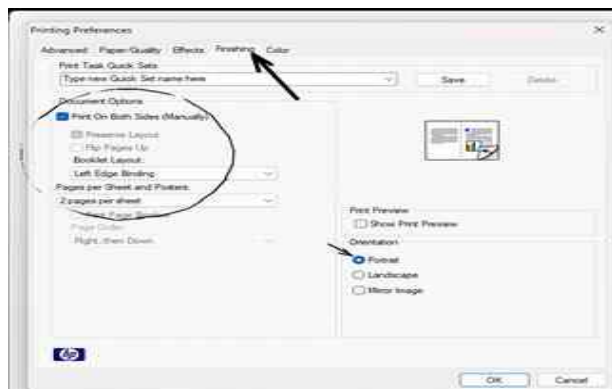 Printing Preferences
Advanced Paper/Quality Effects Finishing Color
Print Task Quick Sets
Type new Quick Set name here
Save Delete
Document Options
Print On Both Sides (Manually)
Preserve Layout
Flip Pages Up
Booklet Layout:
Left Edge Binding
Pages per Sheet and Posters:
2 pages per sheet
Page Order:
Right, then Down
Print Preview
Show Print Preview
Orientation
Portrait
Landscape
Mirror Image
hp
OK Cancel